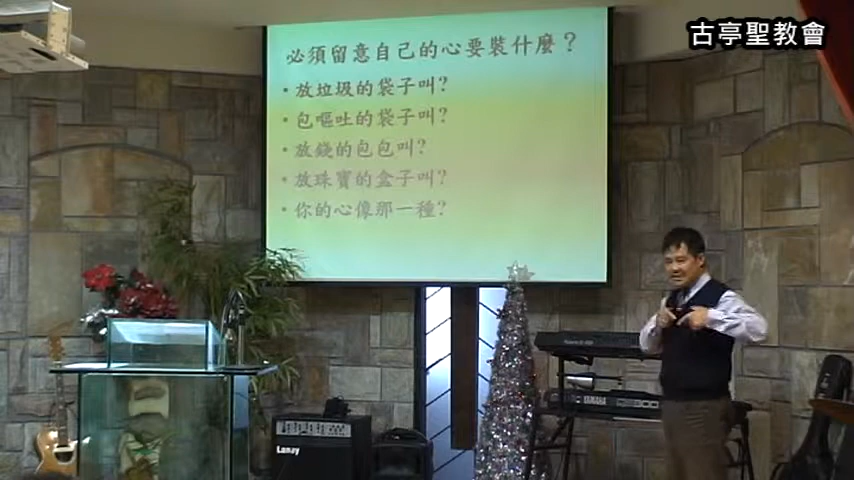 古亭聖教會
必須留意自己的心要裝什麼？
・放垃圾的袋子叫?
・包嘔吐的袋子叫?
・放錢的包包叫?
・放珠寶的盒子叫?
・你的心像那一種?
Roland
YAMAHA
Laney